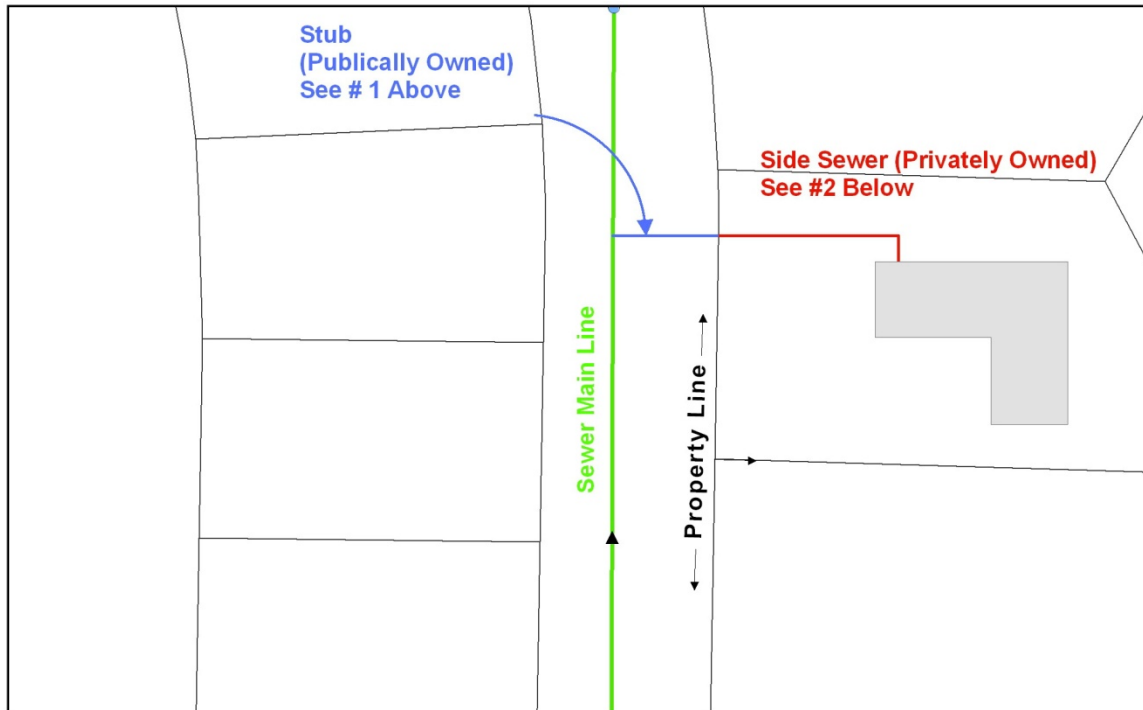 Stub
(Publically Owned)
See # 1 Above
Side Sewer (Privately Owned)
See #2 Below
Sewer Main Line
Property Line